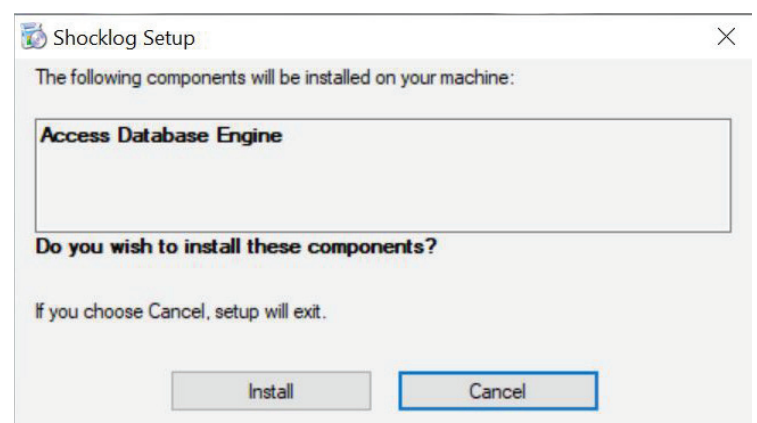 Shocklog Setup
The following components will be installed on your machine:
Access Database Engine
Do you wish to install these components?
If you choose Cancel, setup will exit.
Install
Cancel